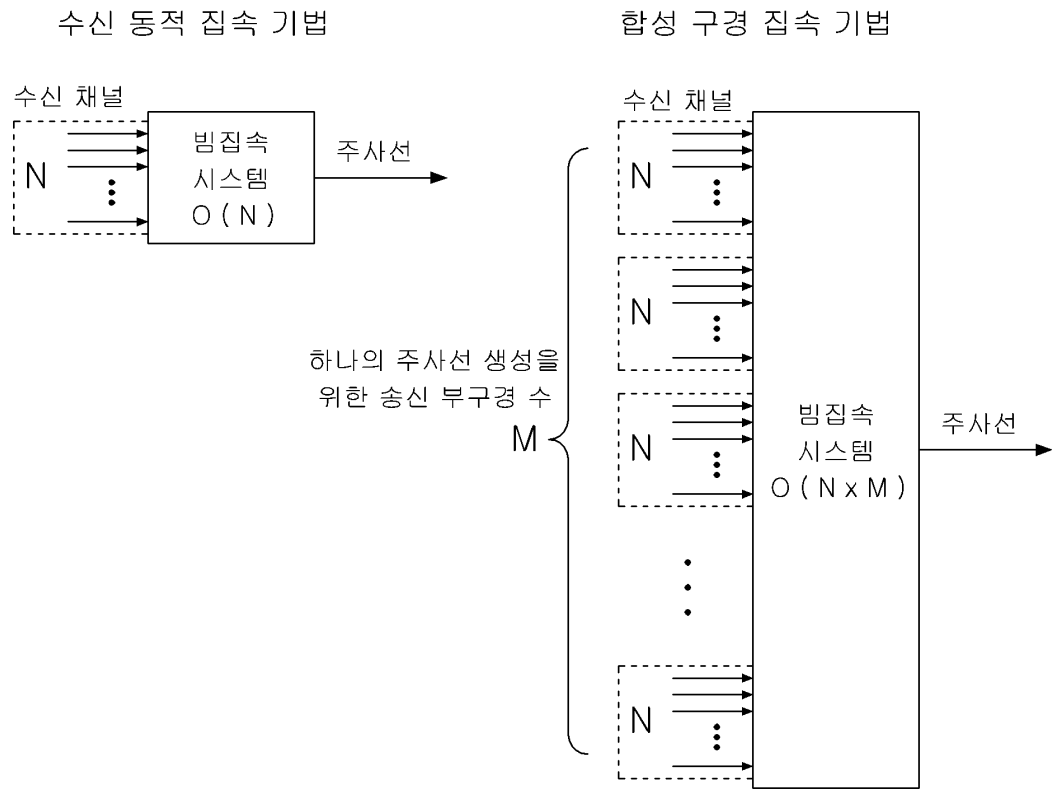 수신 동적 집속 기법
수신 채널
N
빔집속
시스템
O ( N )
주사선
합성 구경 집속 기법
수신 채널
N
N
N
N
하나의 주사선 생성을
위한 송신 부구경 수
M
빔집속
시스템
O ( N x M )
주사선